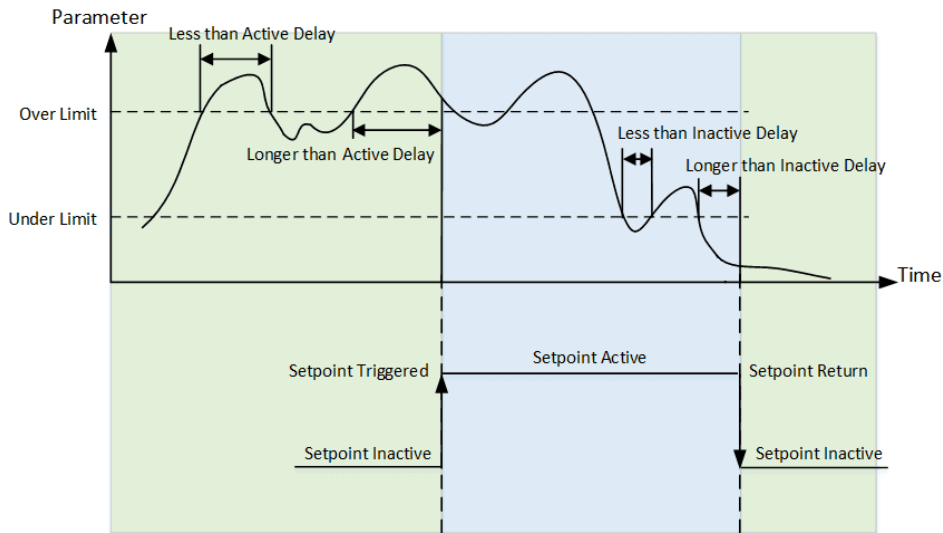 Parameter
Less than Active Delay
Over Limit
Longer than Active Delay
Less than Inactive Delay
Longer than Inactive Delay
Under Limit
Time
Setpoint Active
Setpoint Triggered
Setpoint Return
Setpoint Inactive
Setpoint Inactive